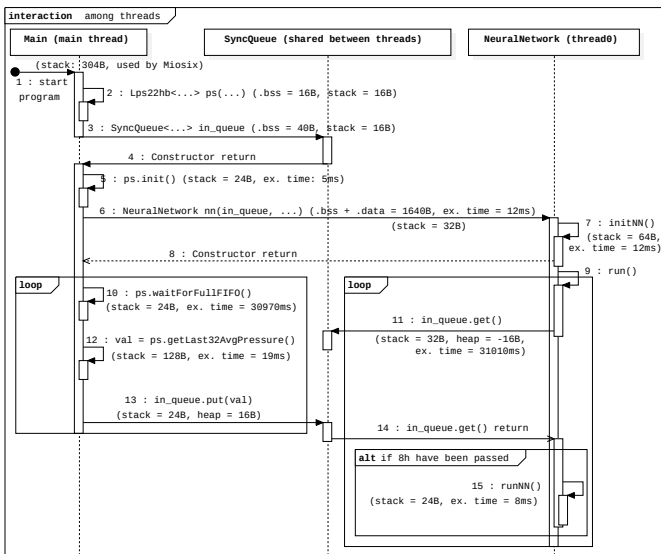 interaction among threads
Main (main thread)
SyncQueue (shared between threads)
NeuralNetwork (thread0)
(stack: 304B, used by Miosix)
1 : start
program
2 : Lps22hb<...> ps(...) (.bss = 16B, stack = 16B)
3 : SyncQueue<...> in_queue (.bss = 40B, stack = 16B)
4 : Constructor return
5 : ps.init() (stack = 24B, ex. time: 5ms)
6 : NeuralNetwork nn(in_queue, ...) (.bss + .data = 1640B, ex. time = 12ms)
(stack = 32B)
7 : initNN()
(stack = 64B,
ex. time = 12ms)
8 : Constructor return
9 : run()
loop
loop
10 : ps.waitForFullFIFO()
(stack = 24B, ex. time = 30970ms)
11 : in_queue.get()
(stack = 32B, heap = -16B,
ex. time = 31010ms)
12 : val = ps.getLast32AvgPressure()
(stack = 128B, ex. time = 19ms)
13 : in_queue.put(val)
(stack = 24B, heap = 16B)
14 : in_queue.get() return
alt if 8h have been passed
15 : runNN()
(stack = 24B, ex. time = 8ms)